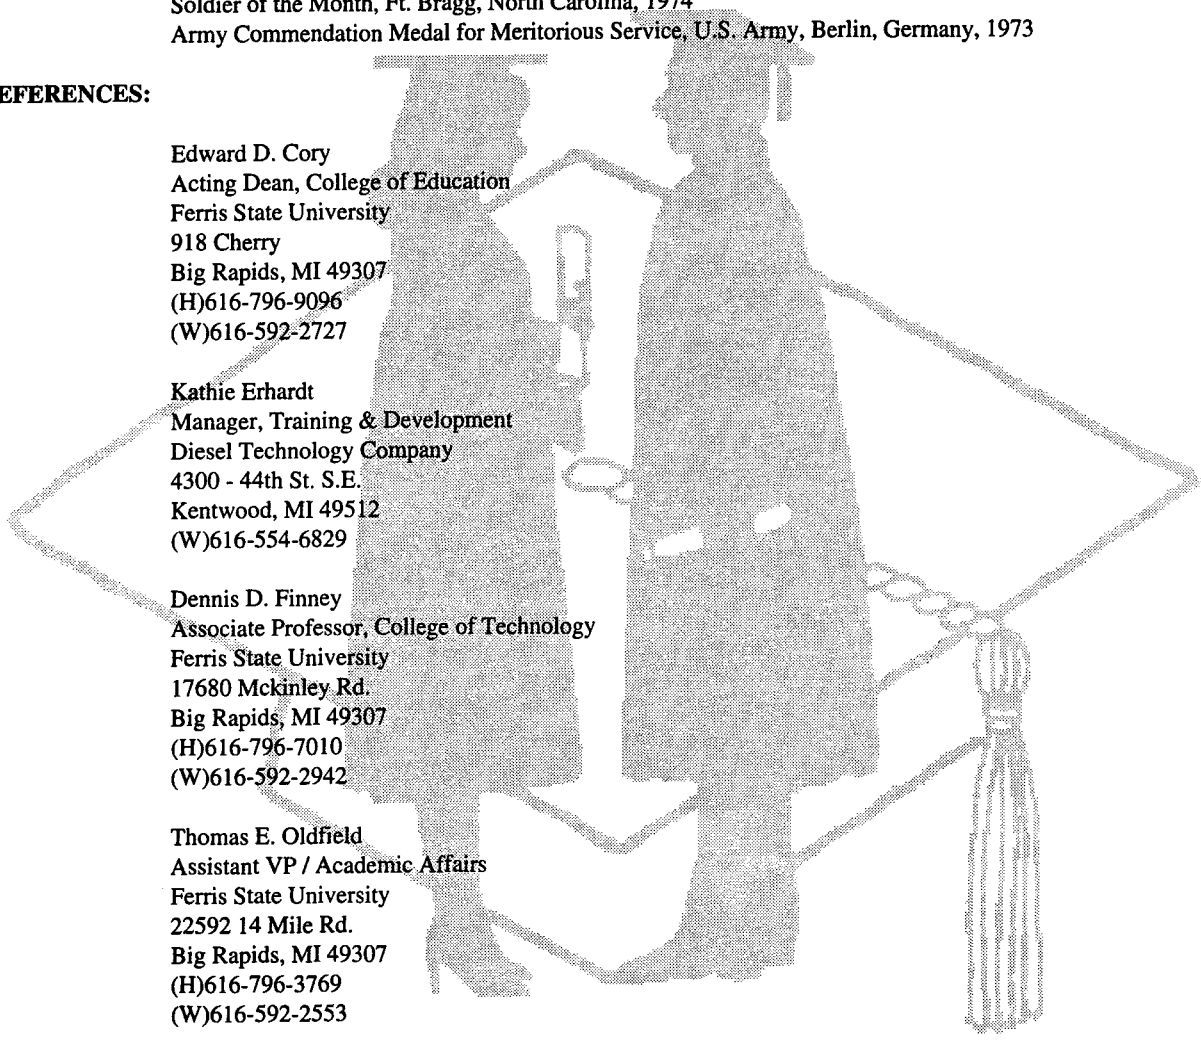 Soldier of the Month, Ft. Bragg, North Carolina, 1974
Army Commendation Medal for Meritorious Service, U.S. Army, Berlin, Germany, 1973
EFERENCES:
Edward D. Cory
Acting Dean, College of Education
Ferris State University
918 Cherry
Big Rapids, MI 49307
(H)616-796-9096
(W)616-592-2727
Kathie Erhardt
Manager, Training & Development
Diesel Technology Company
4300 - 44th St. S.E.
Kentwood, MI 49512
(W)616-554-6829
Dennis D. Finney
Associate Professor, College of Technology
Ferris State University
17680 Mckinley Rd.
Big Rapids, MI 49307
(H)616-796-7010
(W)616-592-2942
Thomas E. Oldfield
Assistant VP / Academic Affairs
Ferris State University
22592 14 Mile Rd.
Big Rapids, MI 49307
(H)616-796-3769
(W)616-592-2553